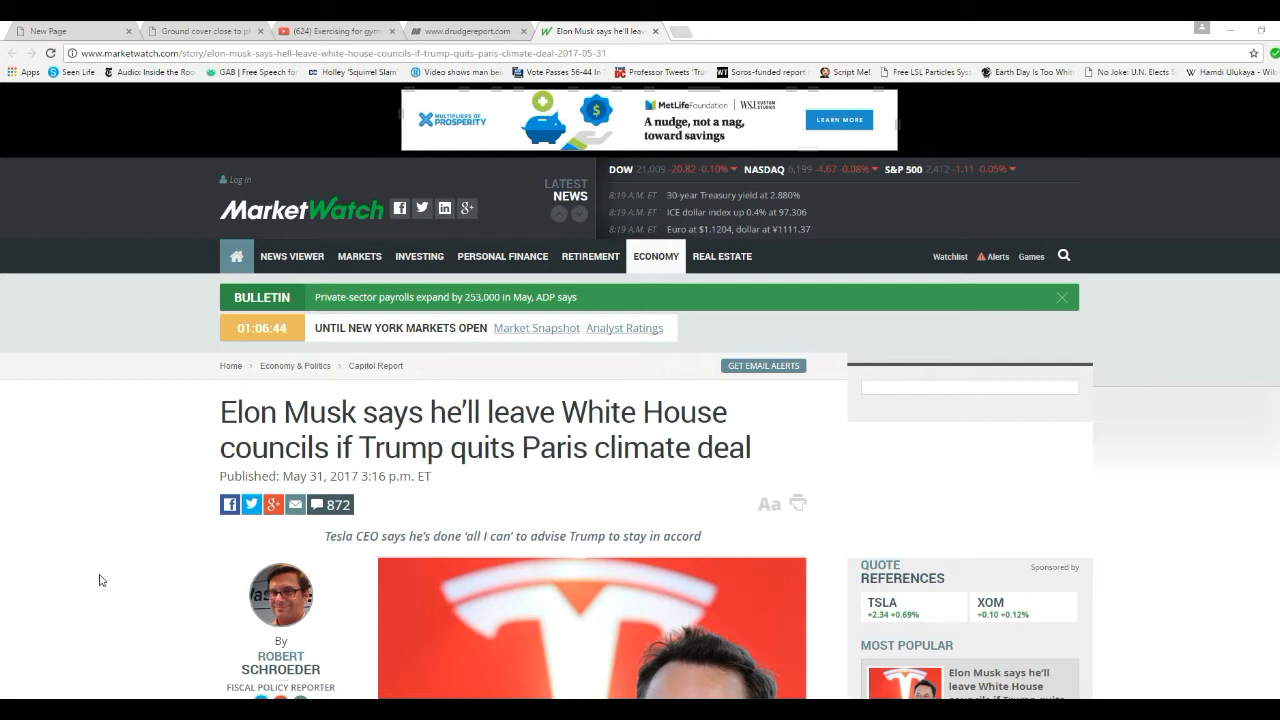 New Page
Ground cover close to pl
(624) Exercising for gym
www.drudgereport.com
Elon Musk says he'll leav
www.marketwatch.com/story/elon-musk-says-hell-leave-white-house-councils-if-trump-quits-paris-climate-deal-2017-05-31
Apps
Seen Life
Audio: Inside the Roo
GAB | Free Speech fo
Holley 'Squirrel Slam'
Video shows man bei
Vote Passes 56-44 In
Professor Tweets 'Tru
Soros-funded report
Script Me!
Free LSL Particles Sys
Earth Day Is Too Whit
No Joke: U.N. Elects S
Hamdi Ulukaya - Wik
MULTIPLIERS OF
PROSPERITY
$
MetLife Foundation | WSJ. CUSTOM STUDIOS
A nudge, not a nag,
toward savings
LEARN MORE
Log in
MarketWatch
LATEST
NEWS
DOW 21,009 -20.82 -0.10% NASDAQ 6,199 -4.67 -0.08% S&P 500 2,412 -1.11 -0.05%
8:19 A.M. ET 30-year Treasury yield at 2.880%
8:19 A.M. ET ICE dollar index up 0.4% at 97.306
8:19 A.M. ET Euro at $1.1204, dollar at ¥1111.37
NEWS VIEWER MARKETS INVESTING PERSONAL FINANCE RETIREMENT ECONOMY REAL ESTATE
Watchlist Alerts Games
BULLETIN Private-sector payrolls expand by 253,000 in May, ADP says
01:06:44 UNTIL NEW YORK MARKETS OPEN Market Snapshot Analyst Ratings
Home > Economy & Politics > Capitol Report
GET EMAIL ALERTS
Elon Musk says he'll leave White House
councils if Trump quits Paris climate deal
Published: May 31, 2017 3:16 p.m. ET
872
Aa
Tesla CEO says he's done 'all I can' to advise Trump to stay in accord
By
ROBERT
SCHROEDER
FISCAL POLICY REPORTER
QUOTE
REFERENCES
Sponsored by
TSLA
+2.34 +0.69%
XOM
+0.10 +0.12%
MOST POPULAR
Elon Musk says he'll
leave White House
councils if Trump quits